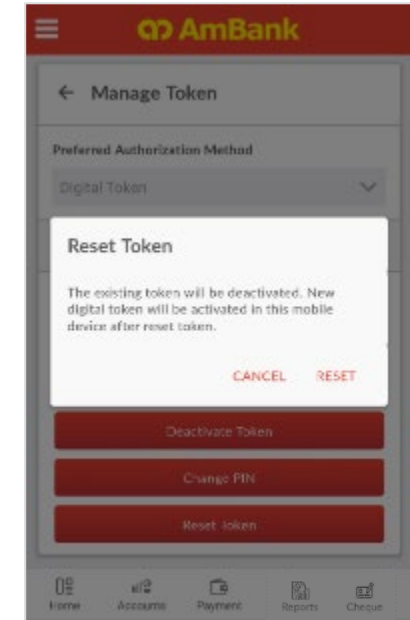 AmBank
Manage Token
Preferred Authorization Method
Digital Token
Reset Token
The existing token will be deactivated. New
digital token will be activated in this mobile
device after reset token.
CANCEL RESET
Deactivate Token
Change PIN
Reset Token
Home Accounts Payment Reports Cheque